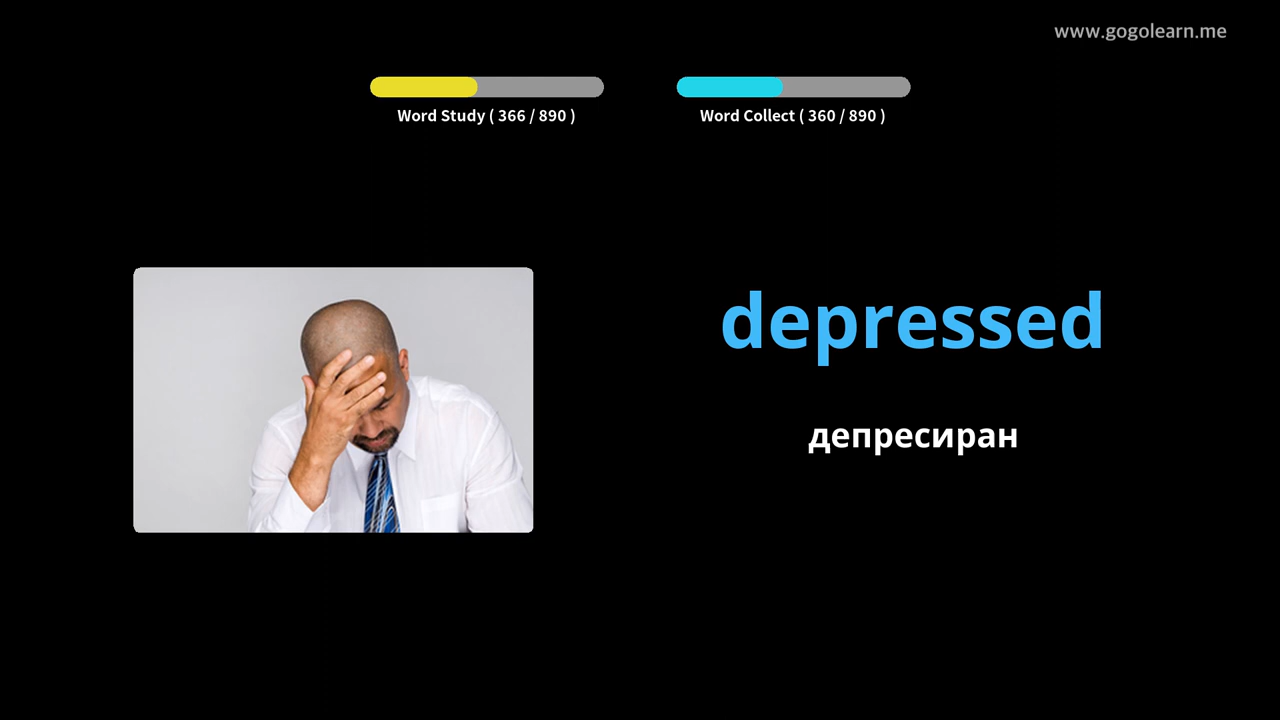 www.gogolearn.me
Word Study ( 366 / 890 )
Word Collect ( 360 / 890 )
depressed
депресиран